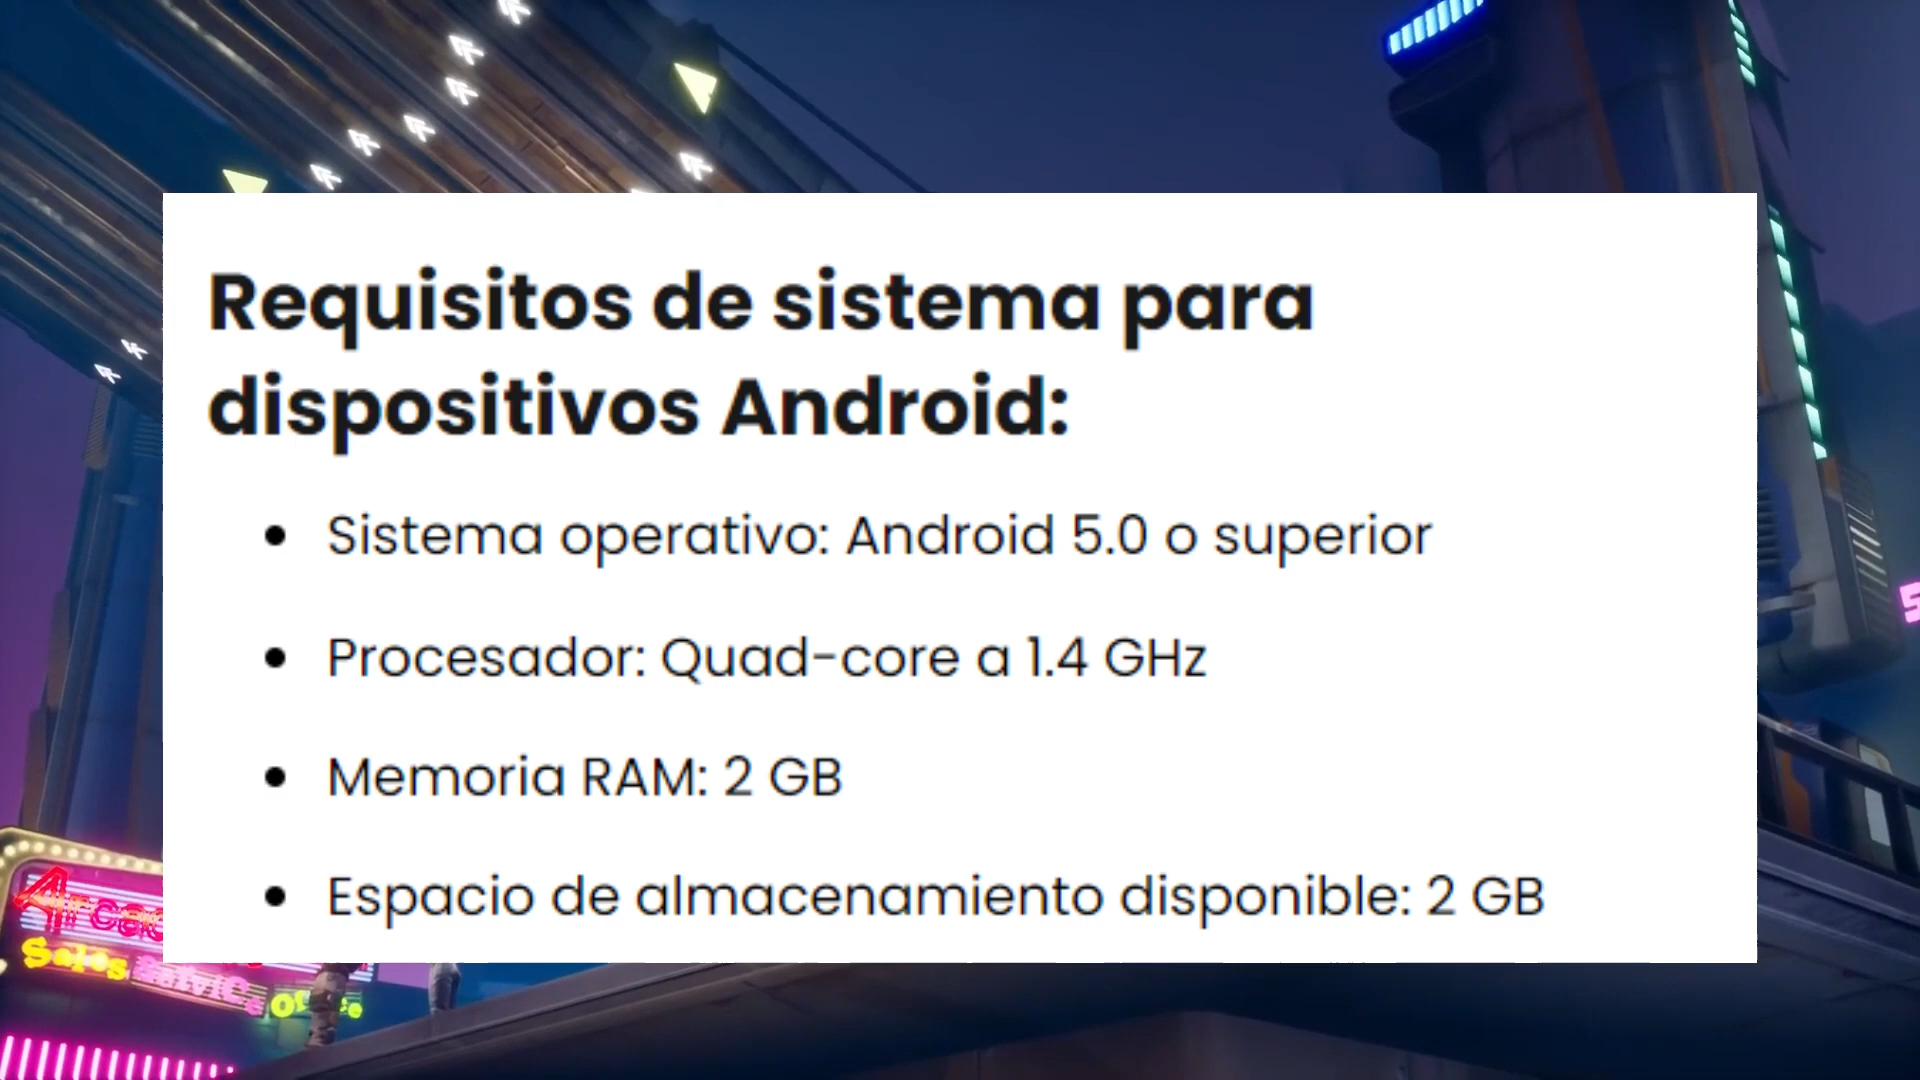 Requisitos de sistema para
dispositivos Android:
Sistema operativo: Android 5.0 o superior
Procesador: Quad-core a 1.4 GHz
Memoria RAM: 2 GB
Espacio de almacenamiento disponible: 2 GB
Sales